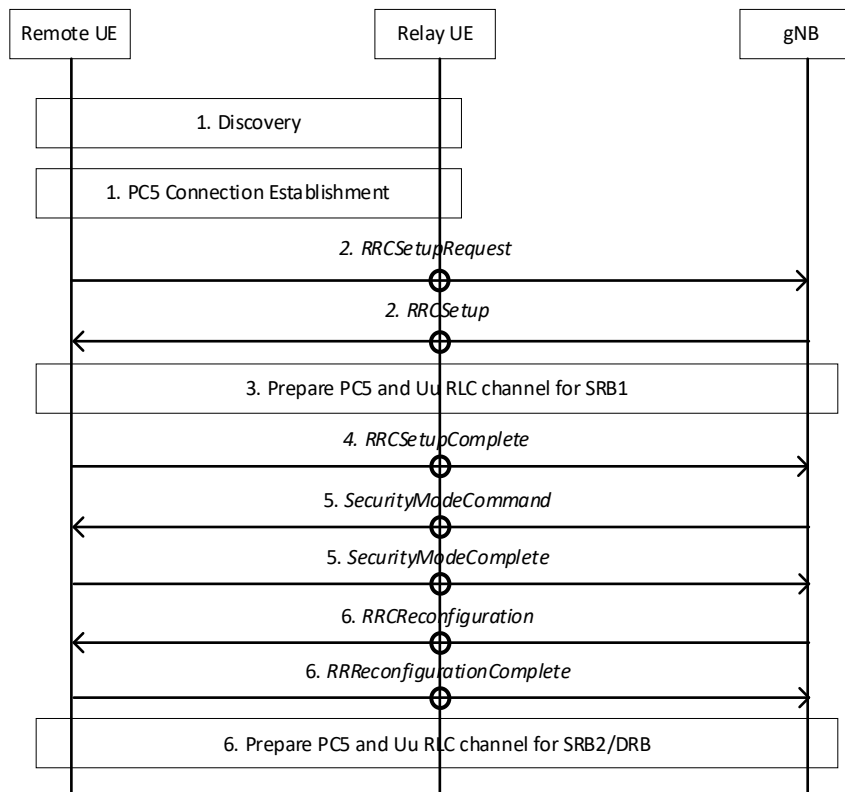 Remote UE Relay UE gNB
1. Discovery
1. PC5 Connection Establishment
2. RRCSetupRequest
2. RRCSetup
3. Prepare PC5 and Uu RLC channel for SRB1
4. RRCSetupComplete
5. SecurityModeCommand
5. SecurityModeComplete
6. RRCReconfiguration
6. RRReconfigurationComplete
6. Prepare PC5 and Uu RLC channel for SRB2/DRB